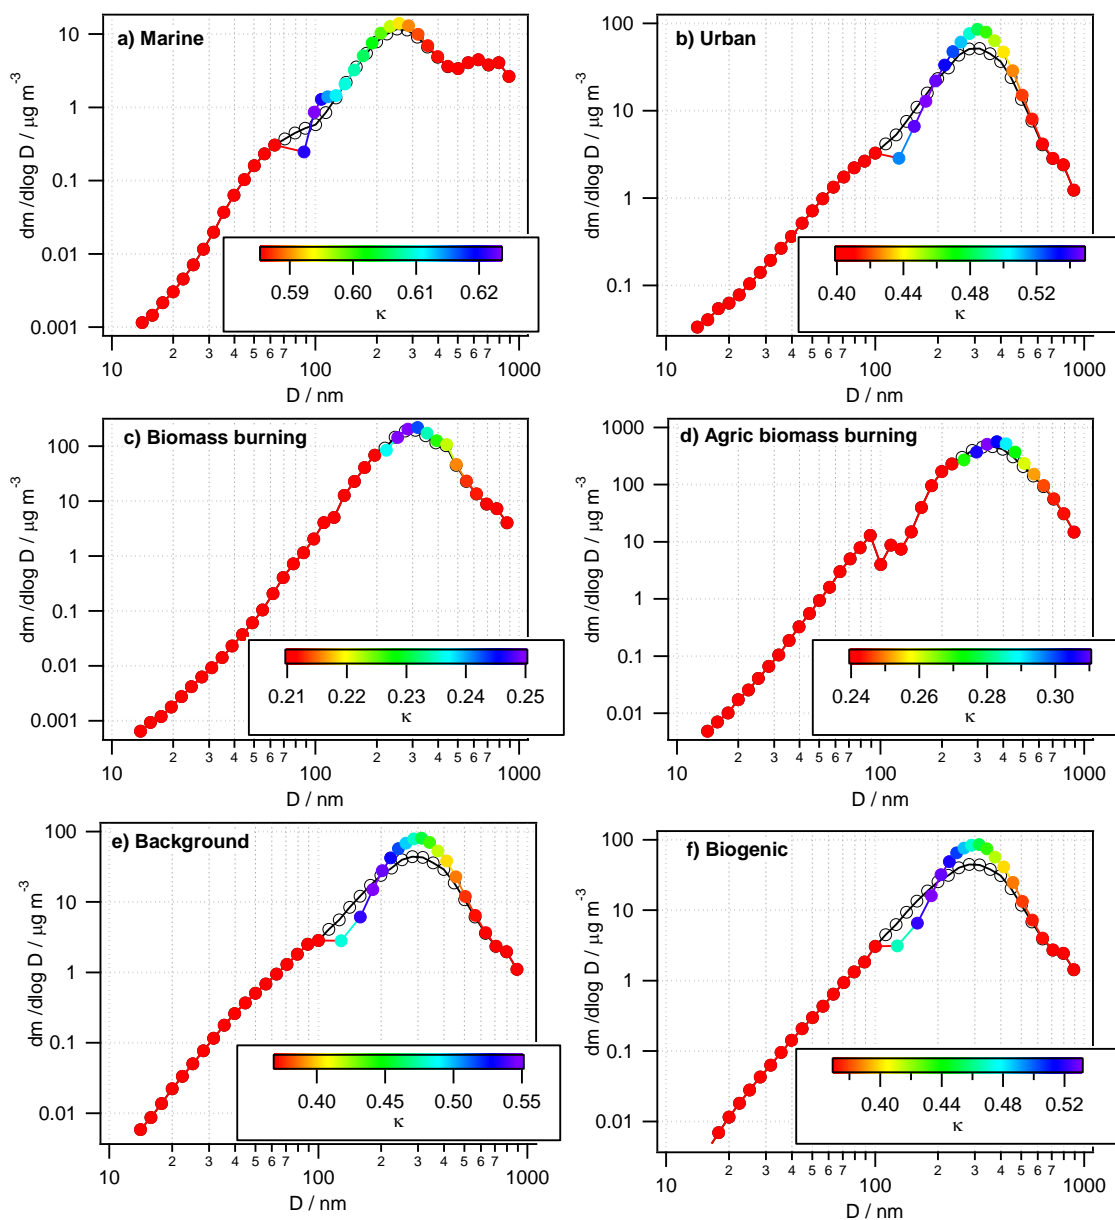 a) Marine
dm /dlog D / μg m-3
10
1
0.1
0.01
0.001
0.59 0.60 0.61 0.62
κ
10 2 3 4 5 6 7 100 2 3 4 5 6 7 1000
D / nm
b) Urban
dm /dlog D / μg m-3
100
10
1
0.1
0.40 0.44 0.48 0.52
κ
10 2 3 4 5 6 7 100 2 3 4 5 6 7 1000
D / nm
c) Biomass burning
dm /dlog D / μg m-3
100
10
1
0.1
0.01
0.001
0.21 0.22 0.23 0.24 0.25
κ
10 2 3 4 5 6 7 100 2 3 4 5 6 7 1000
D / nm
d) Agric biomass burning
dm /dlog D / μg m-3
1000
100
10
1
0.1
0.01
0.24 0.26 0.28 0.30
κ
10 2 3 4 5 6 7 100 2 3 4 5 6 7 1000
D / nm
e) Background
dm /dlog D / μg m-3
100
10
1
0.1
0.01
0.40 0.45 0.50 0.55
κ
10 2 3 4 5 6 7 100 2 3 4 5 6 7 1000
D / nm
f) Biogenic
dm /dlog D / μg m-3
100
10
1
0.1
0.01
0.40 0.44 0.48 0.52
κ
10 2 3 4 5 6 7 100 2 3 4 5 6 7 1000
D / nm